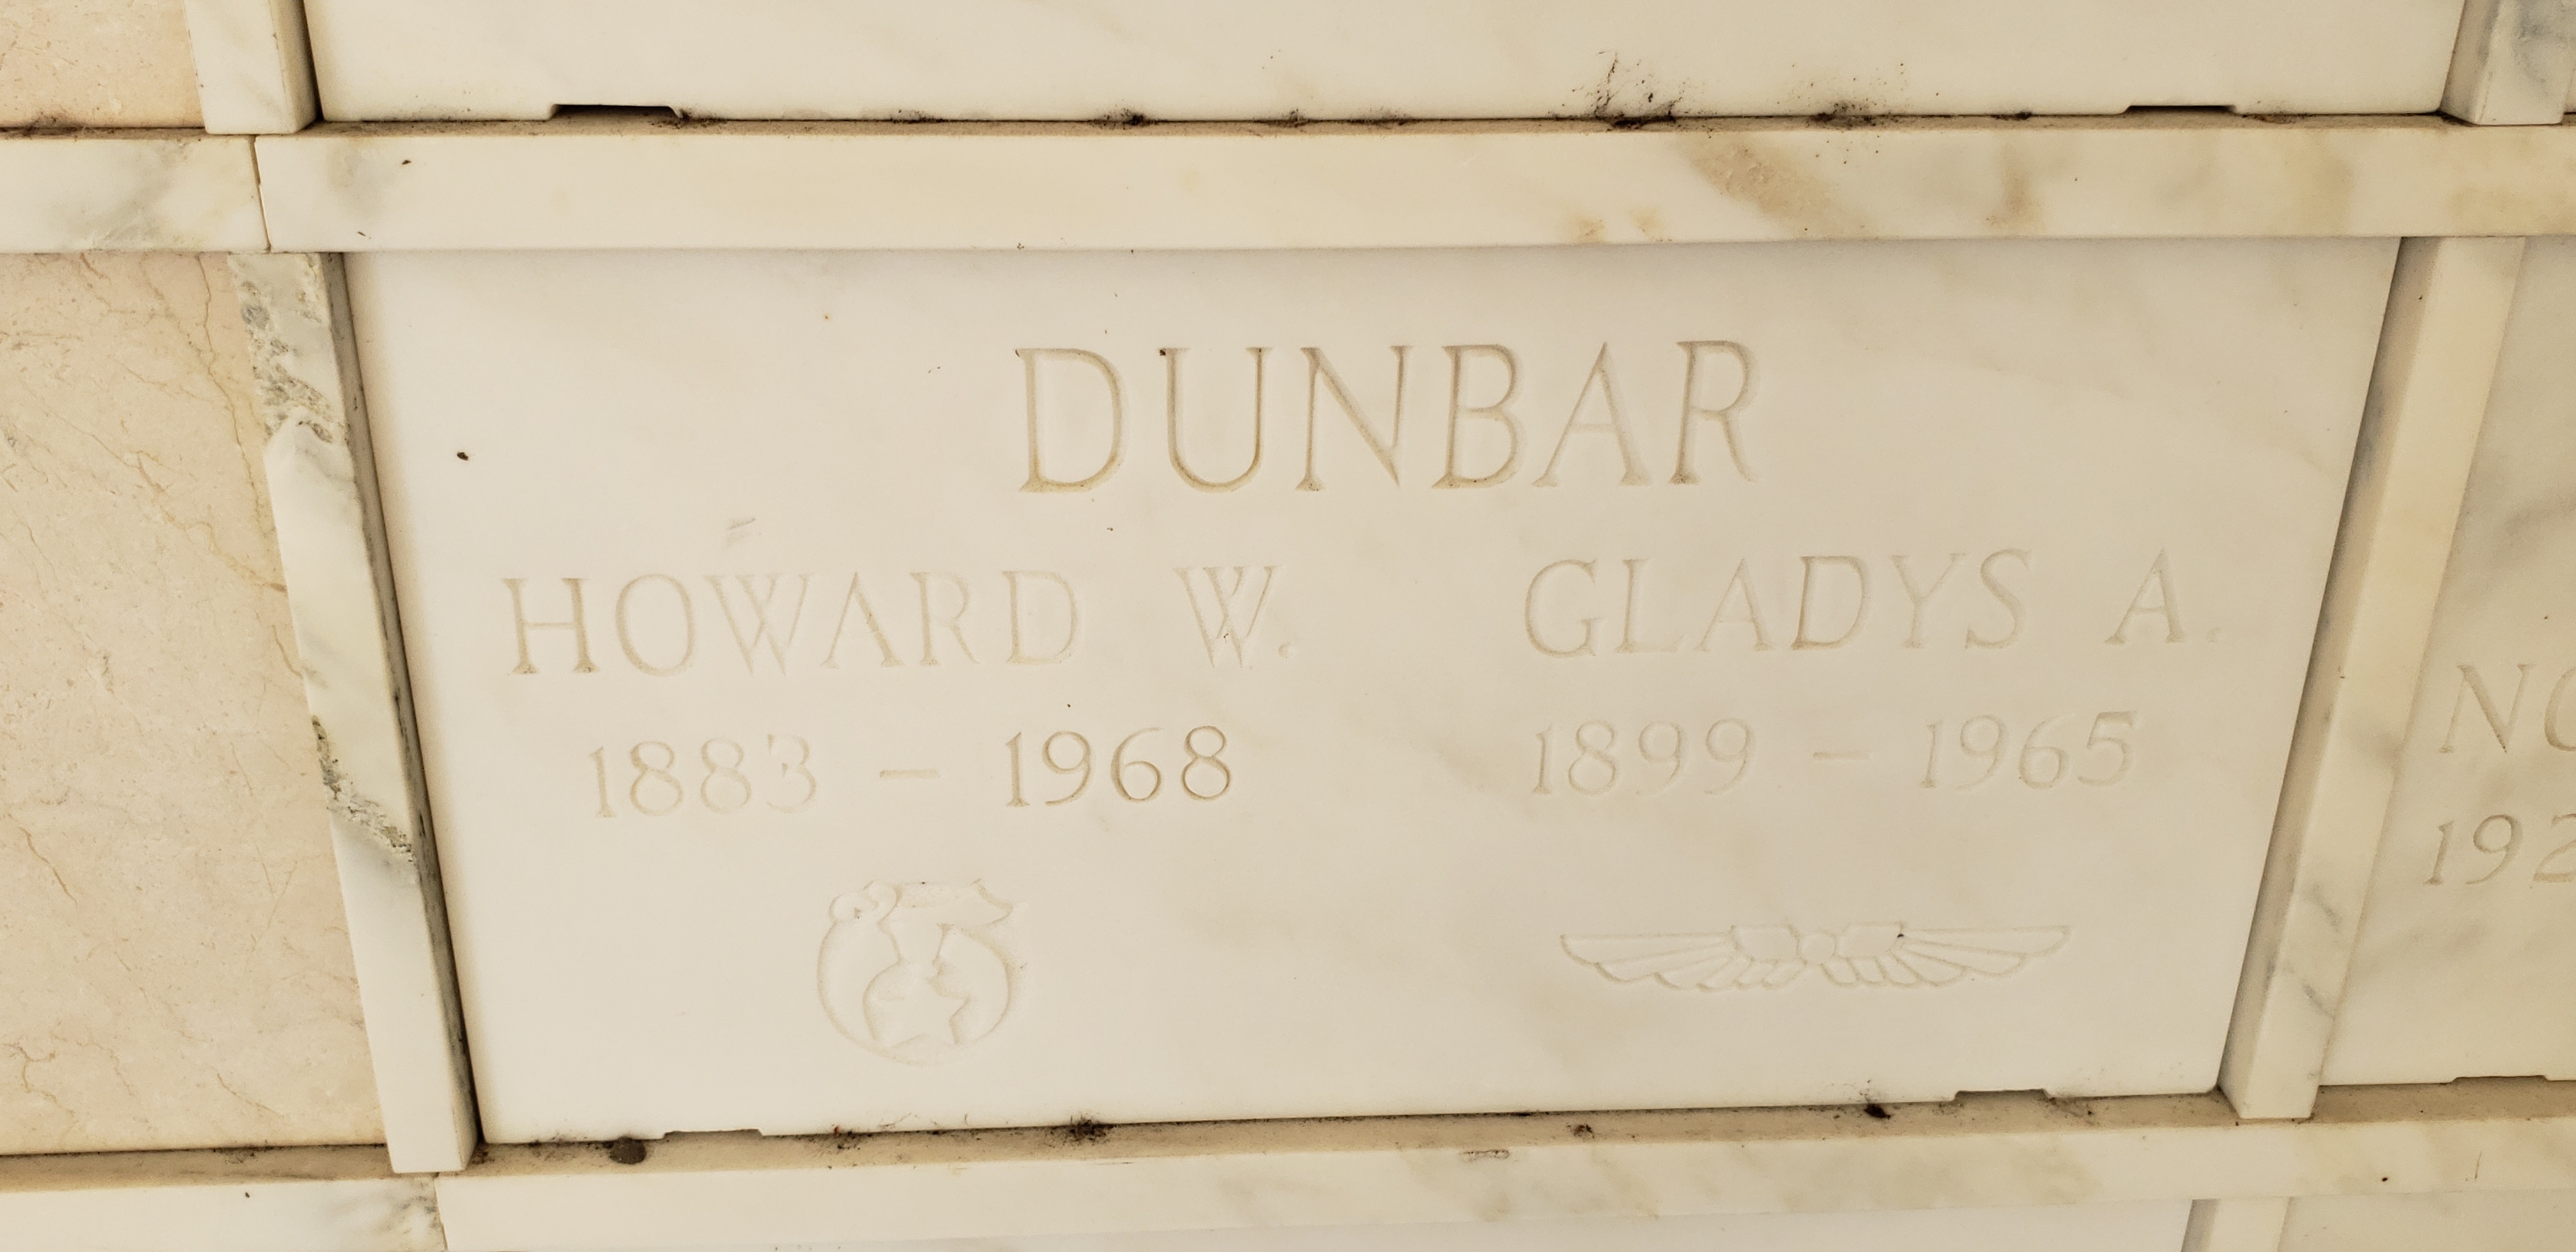 DUNBAR
HOWARD W. GLADYS A.
1883 – 1968 1899 – 1965